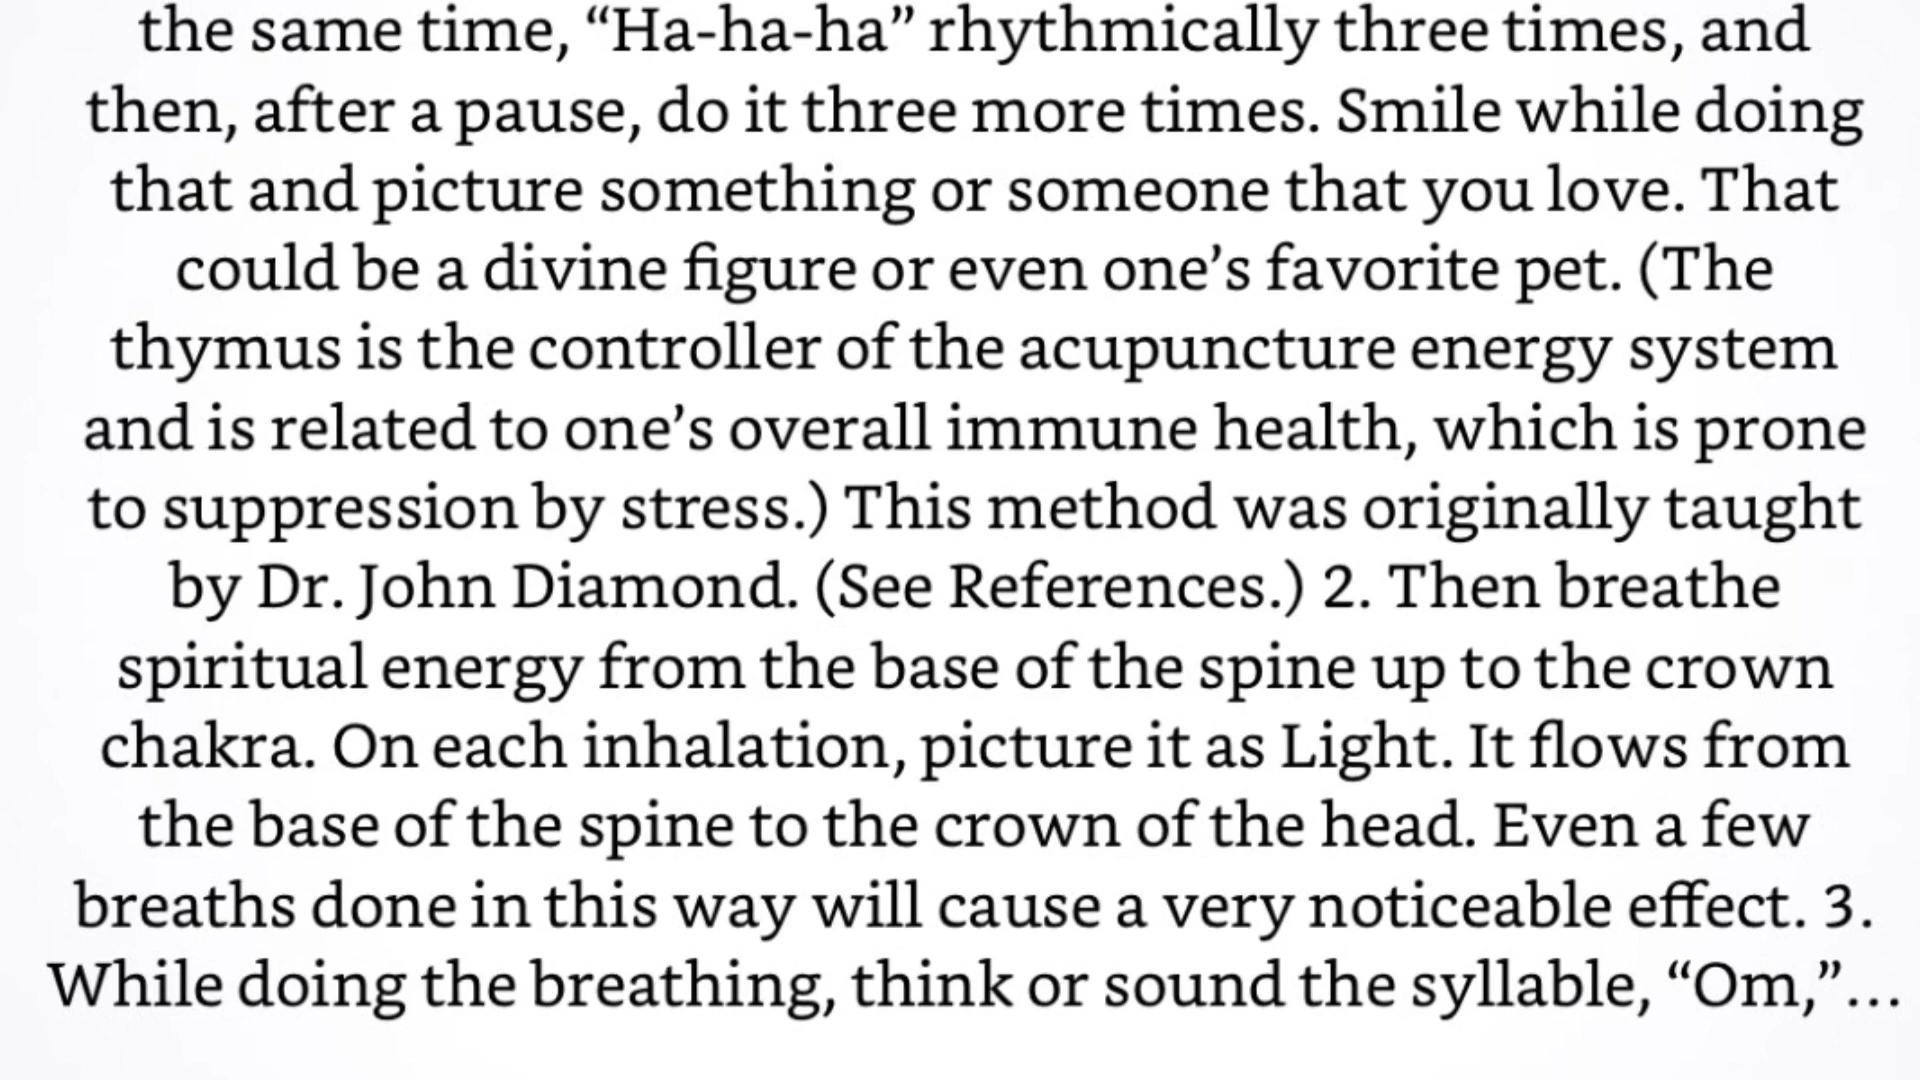 the same time, “Ha-ha-ha” rhythmically three times, and
then, after a pause, do it three more times. Smile while doing
that and picture something or someone that you love. That
could be a divine figure or even one’s favorite pet. (The
thymus is the controller of the acupuncture energy system
and is related to one’s overall immune health, which is prone
to suppression by stress.) This method was originally taught
by Dr. John Diamond. (See References.) 2. Then breathe
spiritual energy from the base of the spine up to the crown
chakra. On each inhalation, picture it as Light. It flows from
the base of the spine to the crown of the head. Even a few
breaths done in this way will cause a very noticeable effect. 3.
While doing the breathing, think or sound the syllable, “Om,”...